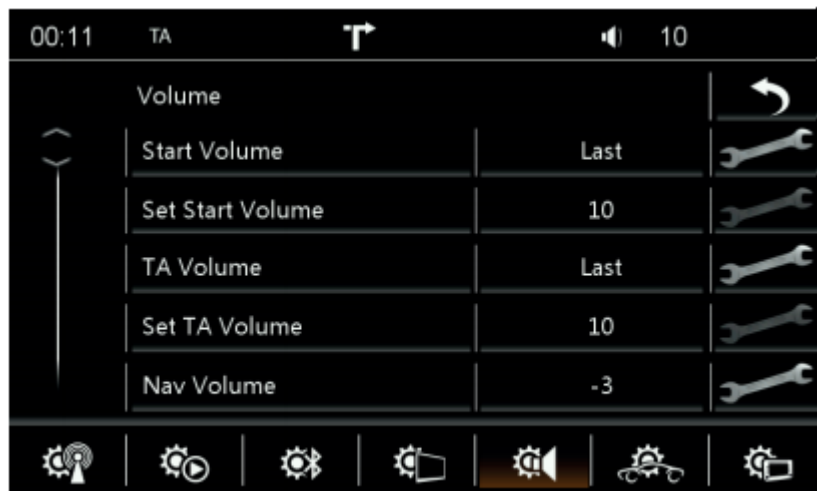 00:11 TA 10
Volume
Start Volume Last
Set Start Volume 10
TA Volume Last
Set TA Volume 10
Nav Volume -3